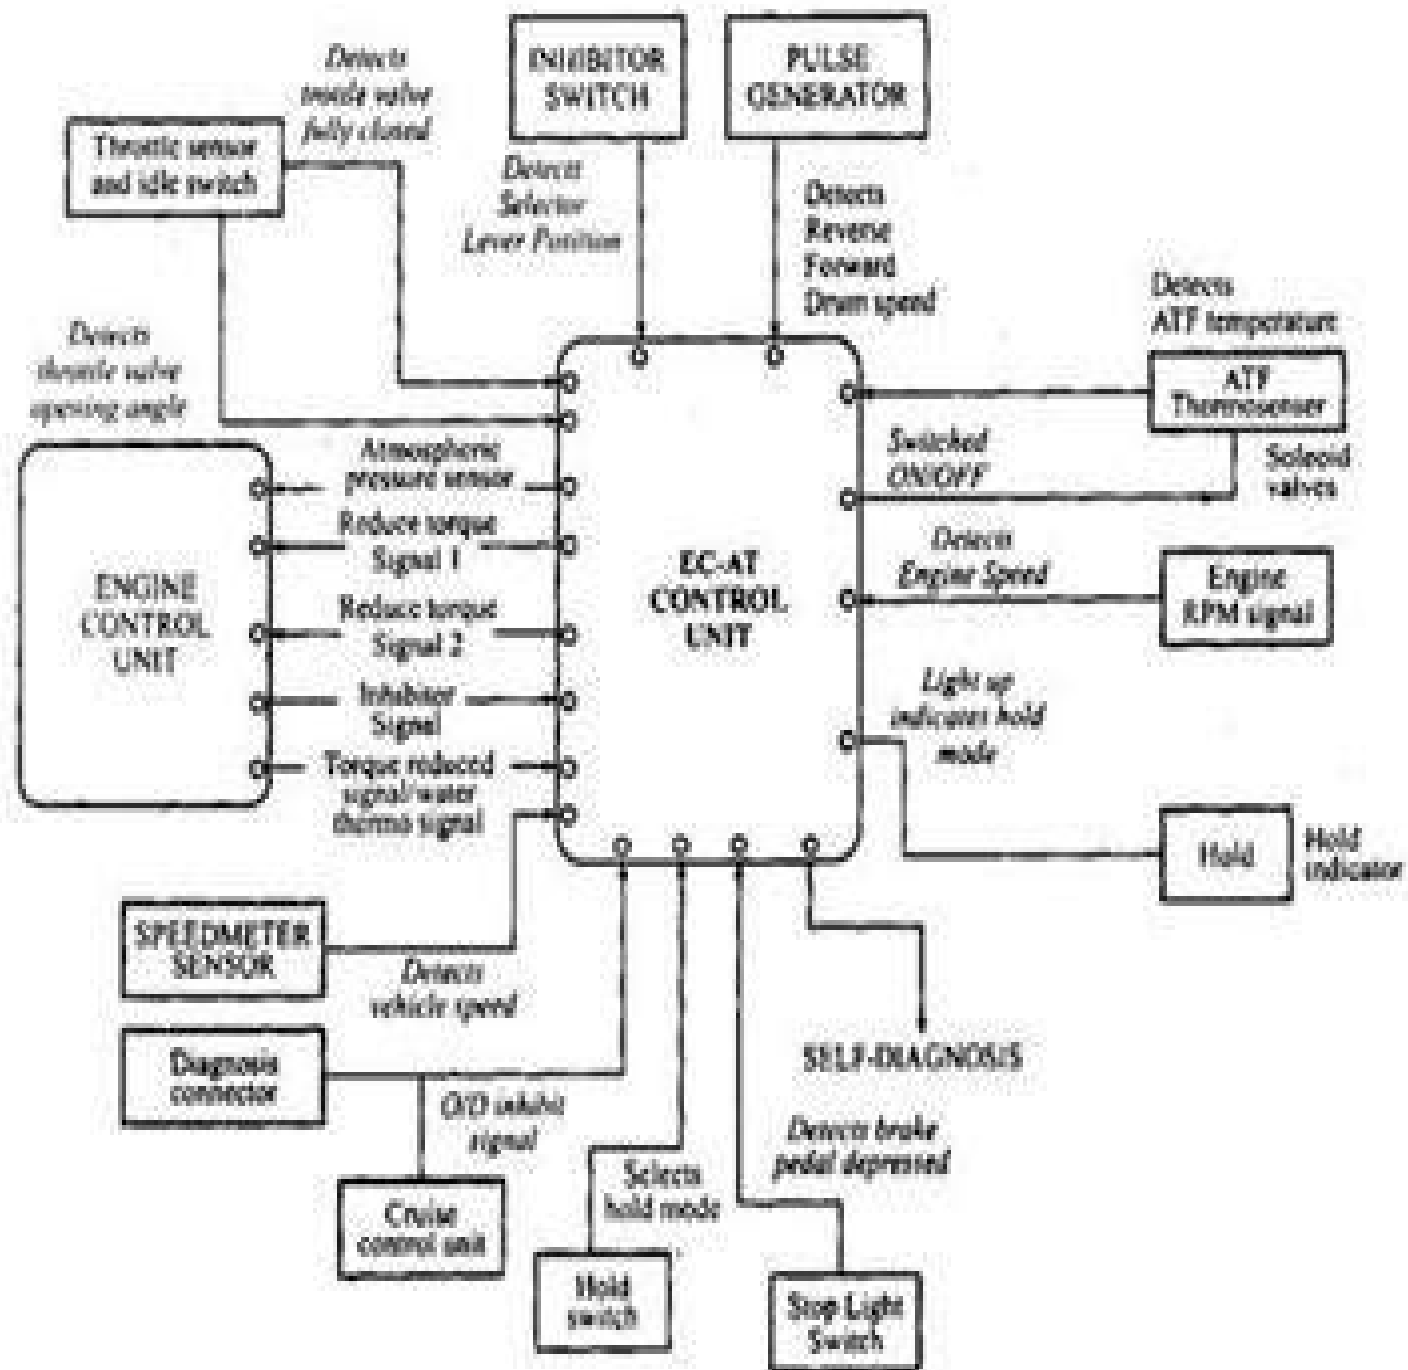 Detects
trottle valve
fully closed
INHIBITOR
SWITCH
PULSE
GENERATOR
Throttle sensor
and idle switch
Detects
Selector
Lever Position
Detects
Reverse
Forward
Drum speed
Detects
ATF temperature
ATF
Thermosenser
Detects
throttle valve
opening angle
Switched
ON/OFF
Soleoid
valves
Atmospheric
pressure sensor
Reduce torque
Signal 1
Reduce torque
Signal 2
Inhibitor
Signal
Torque reduced
signal/water
thermo signal
ENGINE
CONTROL
UNIT
EC-AT
CONTROL
UNIT
Detects
Engine Speed
Engine
RPM signal
Light up
indicates hold
mode
Hold
Hold
indicator
SPEEDMETER
SENSOR
Detects
vehicle speed
Diagnosis
connector
O/D inhibit
signal
SELF-DIAGNOSIS
Cruise
control unit
Selects
hold mode
Detects brake
pedal depressed
Hold
switch
Stop Light
Switch